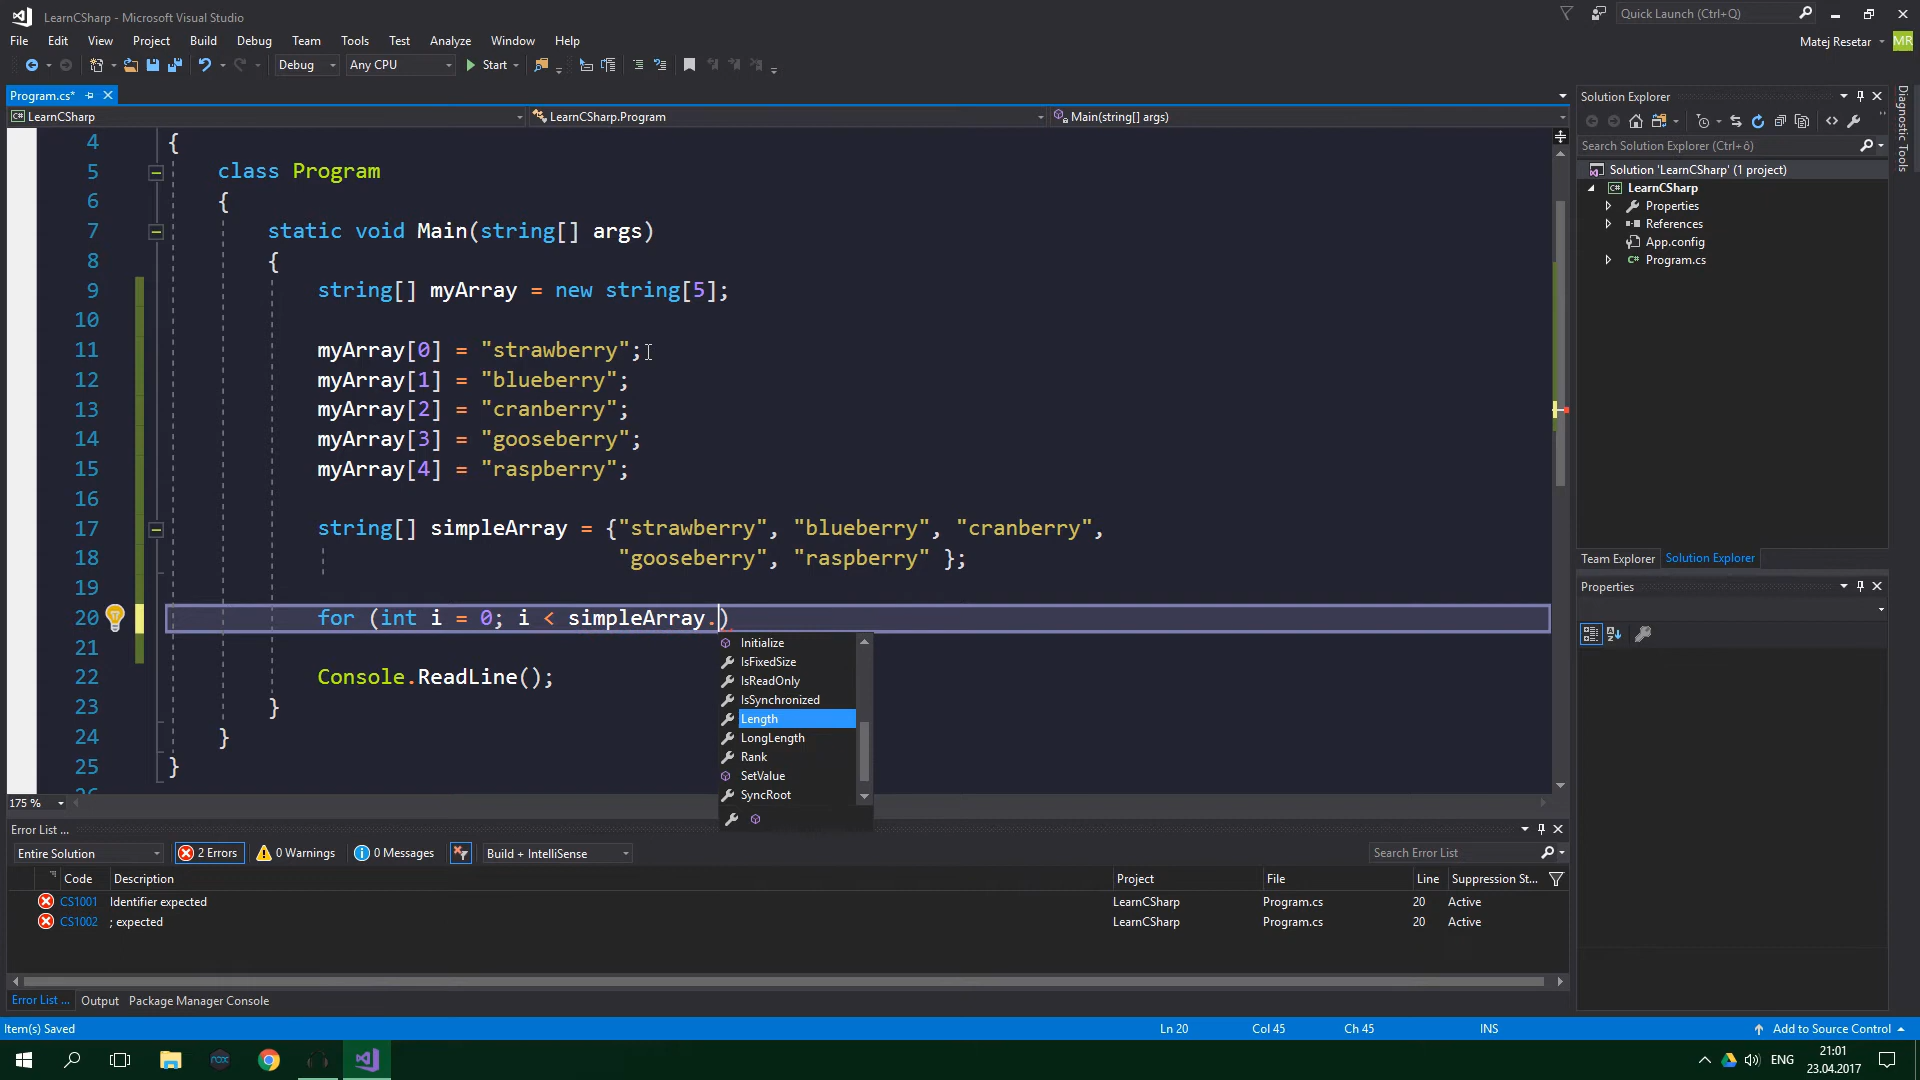 LearnCSharp - Microsoft Visual Studio
Quick Launch (Ctrl+Q)
File Edit View Project Build Debug Team Tools Test Analyze Window Help
Matej Resetar MR
Debug Any CPU Start
Program.cs*
LearnCSharp LearnCSharp.Program Main(string[] args)
4 {
5 class Program
6 {
7 static void Main(string[] args)
8 {
9 string[] myArray = new string[5];
10
11 myArray[0] = "strawberry";
12 myArray[1] = "blueberry";
13 myArray[2] = "cranberry";
14 myArray[3] = "gooseberry";
15 myArray[4] = "raspberry";
16
17 string[] simpleArray = {"strawberry", "blueberry", "cranberry",
18 "gooseberry", "raspberry" };
19
20 for (int i = 0; i < simpleArray.)
21
22 Console.ReadLine();
23 }
24 }
25 }
26
Initialize
IsFixedSize
IsReadOnly
IsSynchronized
Length
LongLength
Rank
SetValue
SyncRoot
175 %
Solution Explorer
Search Solution Explorer (Ctrl+ó)
Solution 'LearnCSharp' (1 project)
LearnCSharp
Properties
References
App.config
Program.cs
Team Explorer Solution Explorer
Properties
Diagnostic Tools
Error List ...
Entire Solution 2 Errors 0 Warnings 0 Messages Build + IntelliSense Search Error List
Code Description Project File Line Suppression St...
CS1001 Identifier expected LearnCSharp Program.cs 20 Active
CS1002 ; expected LearnCSharp Program.cs 20 Active
Error List ... Output Package Manager Console
Item(s) Saved Ln 20 Col 45 Ch 45 INS Add to Source Control
ENG
21:01
23.04.2017